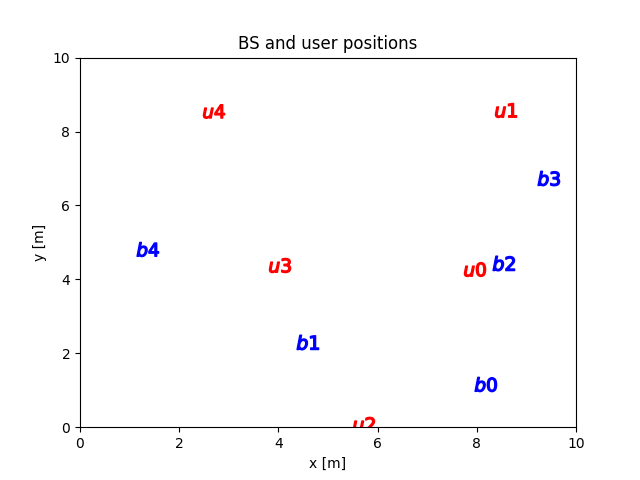 BS and user positions
10
8
6
4
2
0
y [m]
u4
u1
b3
b4
u3
u0
b2
b1
b0
u2
0 2 4 6 8 10
x [m]